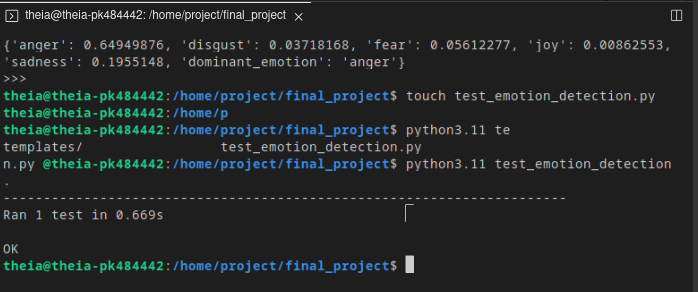 theia@theia-pk484442: /home/project/final_project ×
{'anger': 0.64949876, 'disgust': 0.03718168, 'fear': 0.05612277, 'joy': 0.00862553,
'sadness': 0.1955148, 'dominant_emotion': 'anger'}
>>>
theia@theia-pk484442:/home/project/final_project$ touch test_emotion_detection.py
theia@theia-pk484442:/home/p
theia@theia-pk484442:/home/project/final_project$ python3.11 te
templates/ test_emotion_detection.py
n.py @theia-pk484442:/home/project/final_project$ python3.11 test_emotion_detection
.
----------------------------------------------------------------------
Ran 1 test in 0.669s
OK
theia@theia-pk484442:/home/project/final_project$